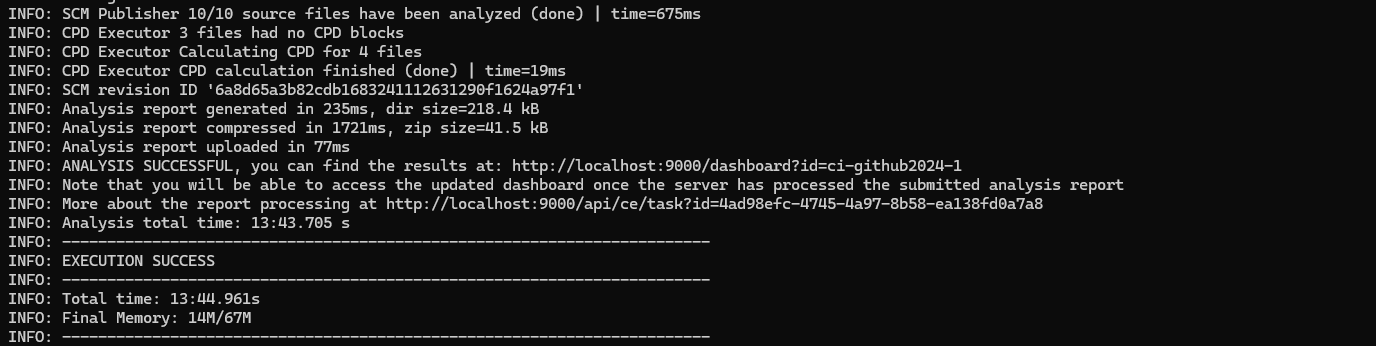 INFO: SCM Publisher 10/10 source files have been analyzed (done) | time=675ms
INFO: CPD Executor 3 files had no CPD blocks
INFO: CPD Executor Calculating CPD for 4 files
INFO: CPD Executor CPD calculation finished (done) | time=19ms
INFO: SCM revision ID '6a8d65a3b82cdb1683241112631290f1624a97f1'
INFO: Analysis report generated in 235ms, dir size=218.4 kB
INFO: Analysis report compressed in 1721ms, zip size=41.5 kB
INFO: Analysis report uploaded in 77ms
INFO: ANALYSIS SUCCESSFUL, you can find the results at: http://localhost:9000/dashboard?id=ci-github2024-1
INFO: Note that you will be able to access the updated dashboard once the server has processed the submitted analysis report
INFO: More about the report processing at http://localhost:9000/api/ce/task?id=4ad98efc-4745-4a97-8b58-ea138fd0a7a8
INFO: Analysis total time: 13:43.705 s
INFO: ------------------------------------------------------------------------
INFO: EXECUTION SUCCESS
INFO: ------------------------------------------------------------------------
INFO: Total time: 13:44.961s
INFO: Final Memory: 14M/67M
INFO: ------------------------------------------------------------------------